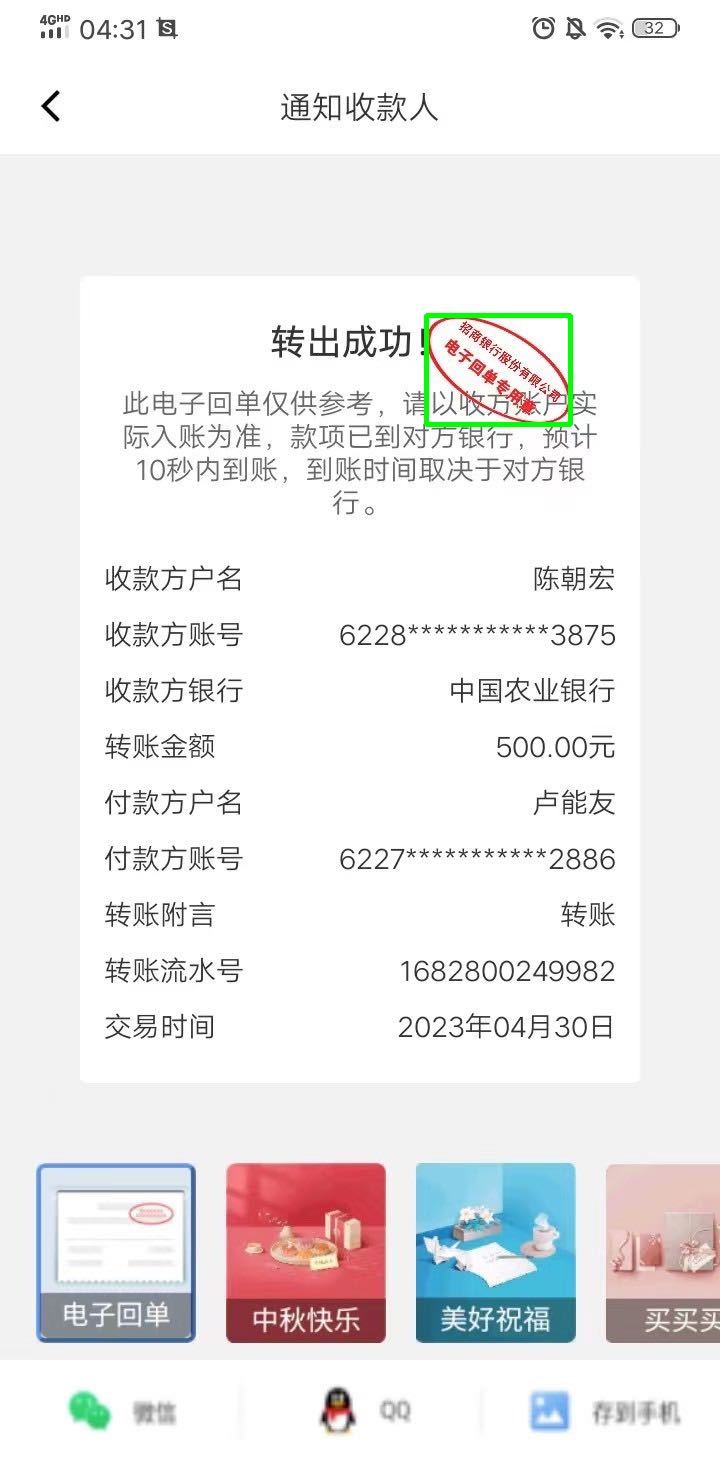 4GHD 04:31 32
通知收款人
转出成功!
招商银行股份有限公司
电子回单专用章
此电子回单仅供参考，请以收方账户实
际入账为准，款项已到对方银行，预计
10秒内到账，到账时间取决于对方银
行。
收款方户名 陈朝宏
收款方账号 6228***********3875
收款方银行 中国农业银行
转账金额 500.00元
付款方户名 卢能友
付款方账号 6227***********2886
转账附言 转账
转账流水号 1682800249982
交易时间 2023年04月30日
电子回单 中秋快乐 美好祝福 买买买
微信 QQ 存到手机